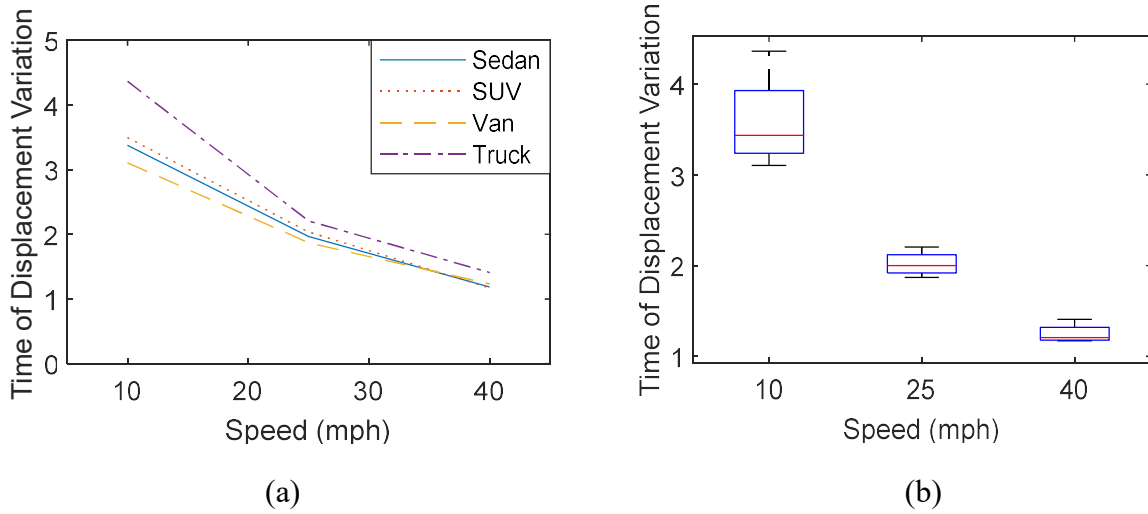 Time of Displacement Variation
5
4
3
2
1
0
10
20
30
40
Speed (mph)
Sedan
SUV
Van
Truck
(a)
Time of Displacement Variation
4
3
2
1
10
25
40
Speed (mph)
(b)